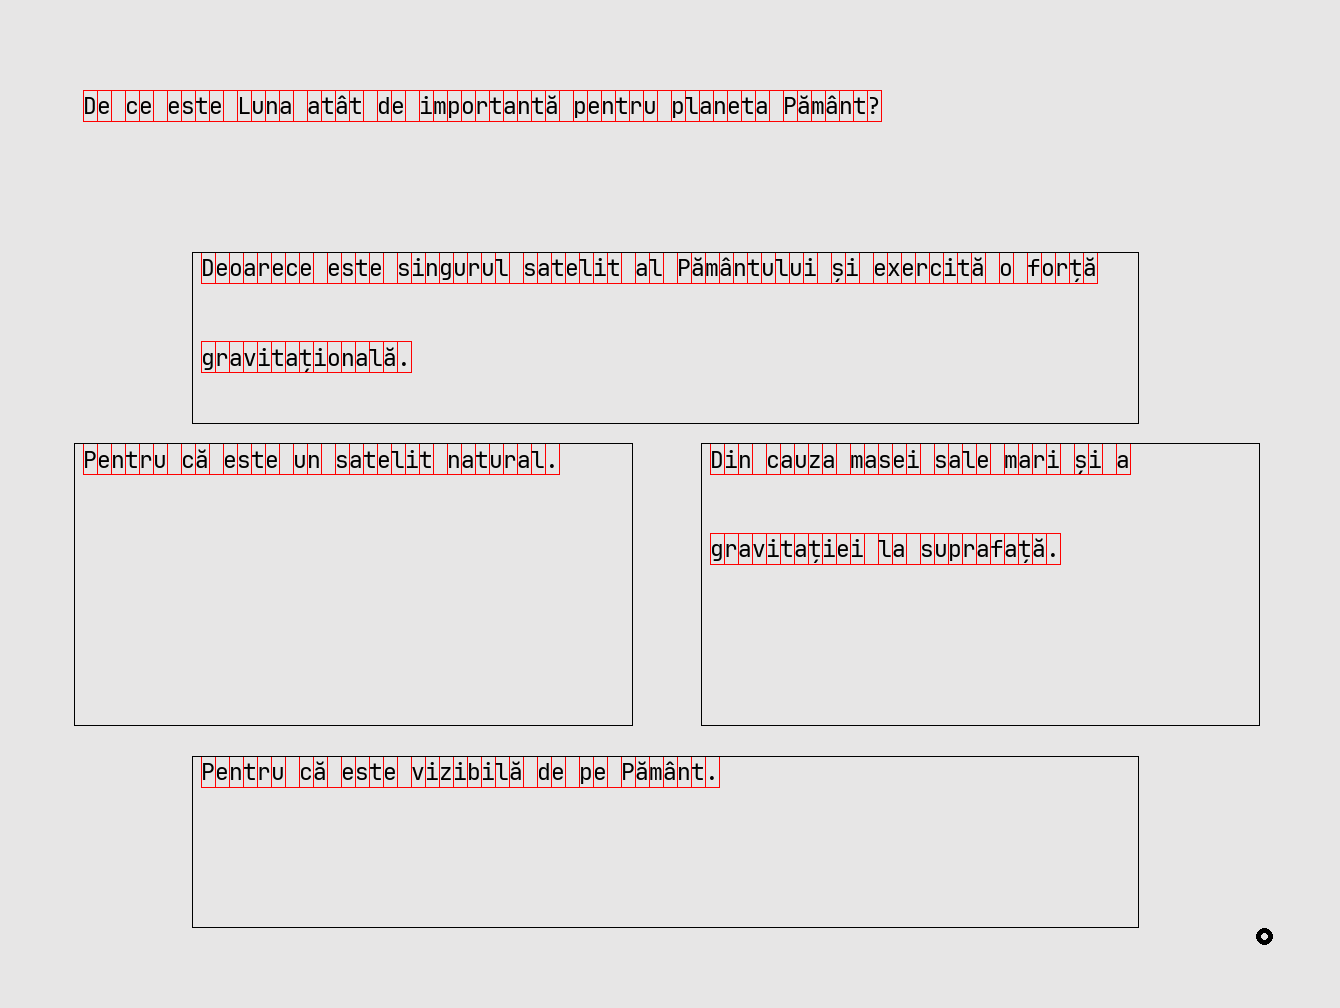 De ce este Luna atât de importantă pentru planeta Pământ?
Deoarece este singurul satelit al Pământului și exercită o forță
gravitațională.
Pentru că este un satelit natural.
Din cauza masei sale mari și a
gravitației la suprafață.
Pentru că este vizibilă de pe Pământ.